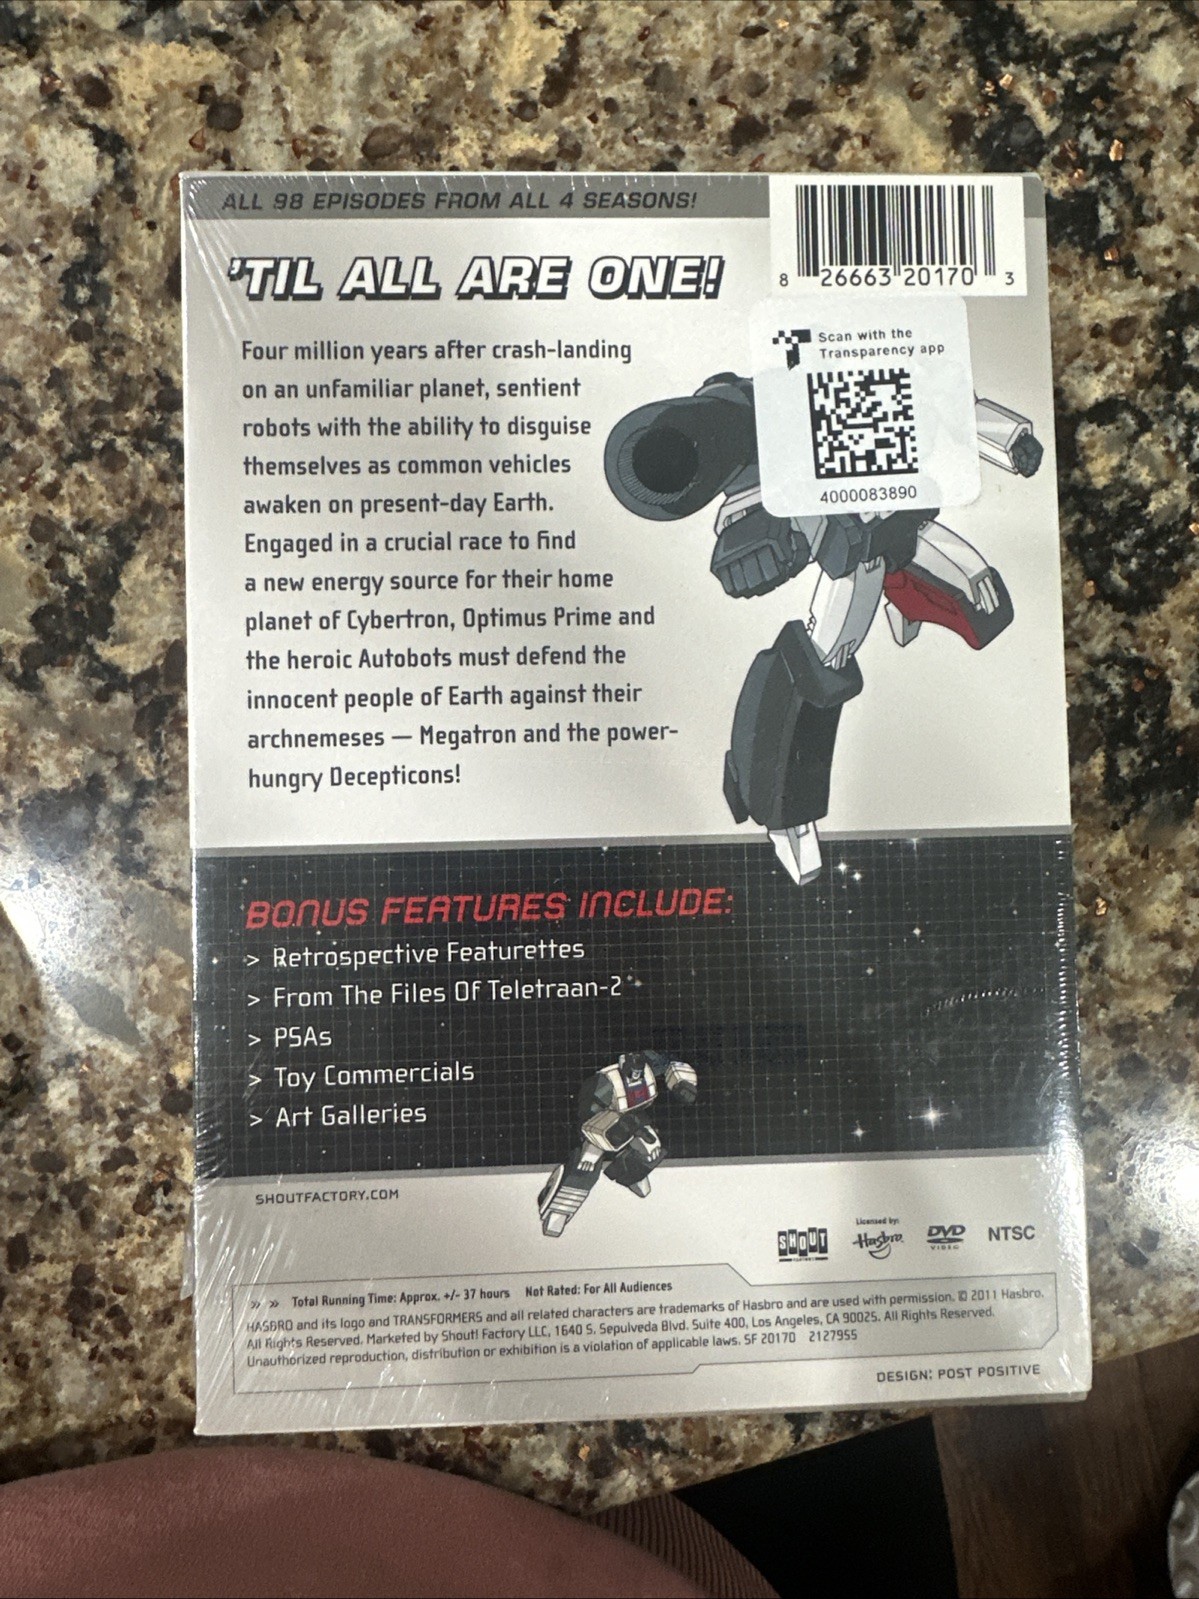 ALL 98 EPISODES FROM ALL 4 SEASONS!
8 26663 20170 3
'TIL ALL ARE ONE!
Scan with the
Transparency app
4000083890
Four million years after crash-landing
on an unfamiliar planet, sentient
robots with the ability to disguise
themselves as common vehicles
awaken on present-day Earth.
Engaged in a crucial race to find
a new energy source for their home
planet of Cybertron, Optimus Prime and
the heroic Autobots must defend the
innocent people of Earth against their
archnemeses — Megatron and the power-
hungry Decepticons!
BONUS FEATURES INCLUDE:
> Retrospective Featurettes
> From The Files Of Teletraan-2
> PSAs
> Toy Commercials
> Art Galleries
SHOUTFACTORY.COM
SHOUT
Licensed by:
Hasbro
DVD
VIDEO
NTSC
>> >> Total Running Time: Approx. +/- 37 hours Not Rated: For All Audiences
HASBRO and its logo and TRANSFORMERS and all related characters are trademarks of Hasbro and are used with permission. © 2011 Hasbro.
All Rights Reserved. Marketed by Shout! Factory LLC, 1640 S. Sepulveda Blvd. Suite 400, Los Angeles, CA 90025. All Rights Reserved.
Unauthorized reproduction, distribution or exhibition is a violation of applicable laws. SF 20170 2127955
DESIGN: POST POSITIVE